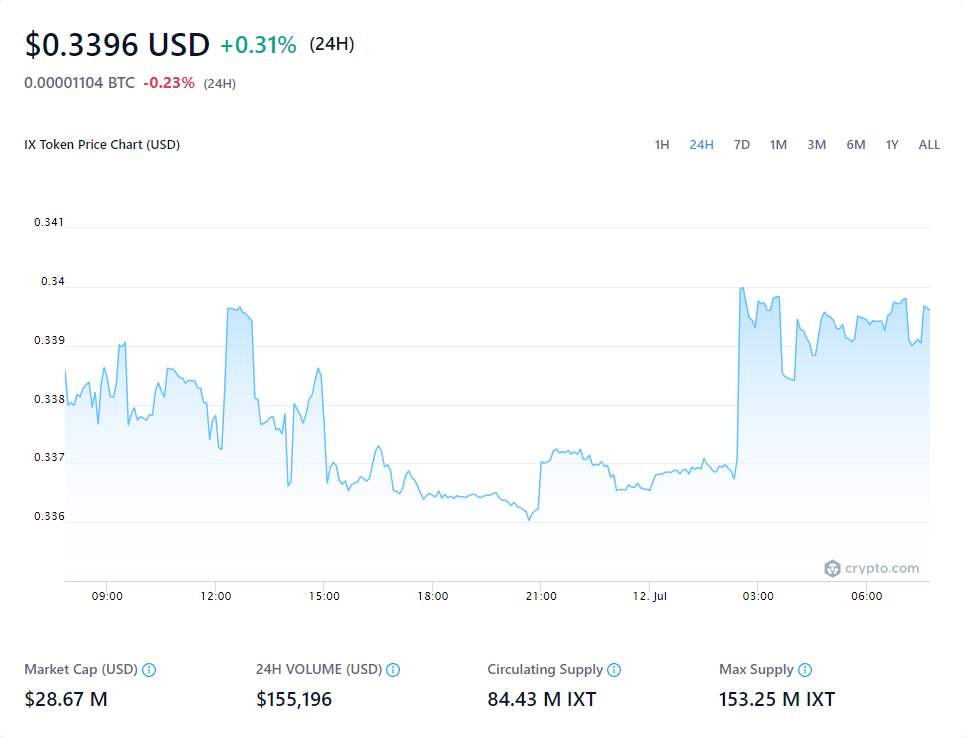 $0.3396 USD +0.31% (24H)
0.00001104 BTC -0.23% (24H)
IX Token Price Chart (USD)
1H 24H 7D 1M 3M 6M 1Y ALL
0.341
0.34
0.339
0.338
0.337
0.336
crypto.com
09:00 12:00 15:00 18:00 21:00 12. Jul 03:00 06:00
Market Cap (USD) 24H VOLUME (USD) Circulating Supply Max Supply
$28.67 M $155,196 84.43 M IXT 153.25 M IXT